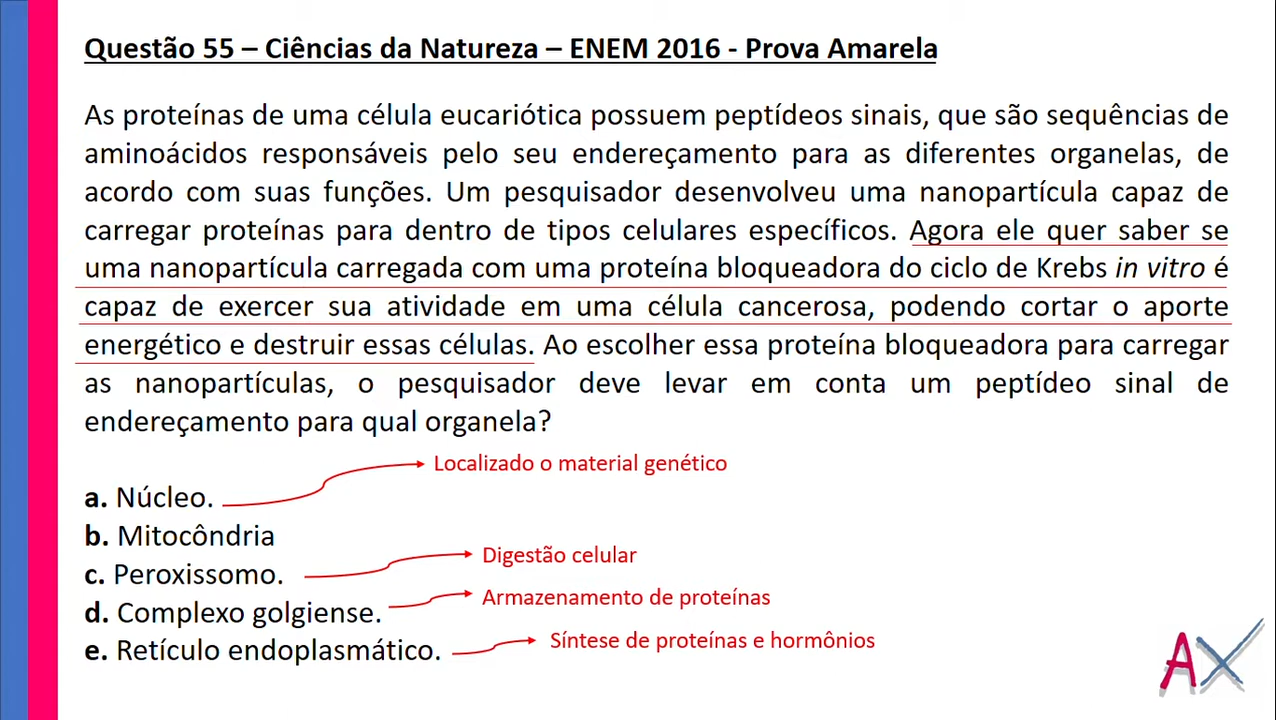 Questão 55 – Ciências da Natureza – ENEM 2016 - Prova Amarela
As proteínas de uma célula eucariótica possuem peptídeos sinais, que são sequências de
aminoácidos responsáveis pelo seu endereçamento para as diferentes organelas, de
acordo com suas funções. Um pesquisador desenvolveu uma nanopartícula capaz de
carregar proteínas para dentro de tipos celulares específicos. Agora ele quer saber se
uma nanopartícula carregada com uma proteína bloqueadora do ciclo de Krebs in vitro é
capaz de exercer sua atividade em uma célula cancerosa, podendo cortar o aporte
energético e destruir essas células. Ao escolher essa proteína bloqueadora para carregar
as nanopartículas, o pesquisador deve levar em conta um peptídeo sinal de
endereçamento para qual organela?
Localizado o material genético
a. Núcleo.
b. Mitocôndria
Digestão celular
c. Peroxissomo.
Armazenamento de proteínas
d. Complexo golgiense.
Síntese de proteínas e hormônios
e. Retículo endoplasmático.
AX